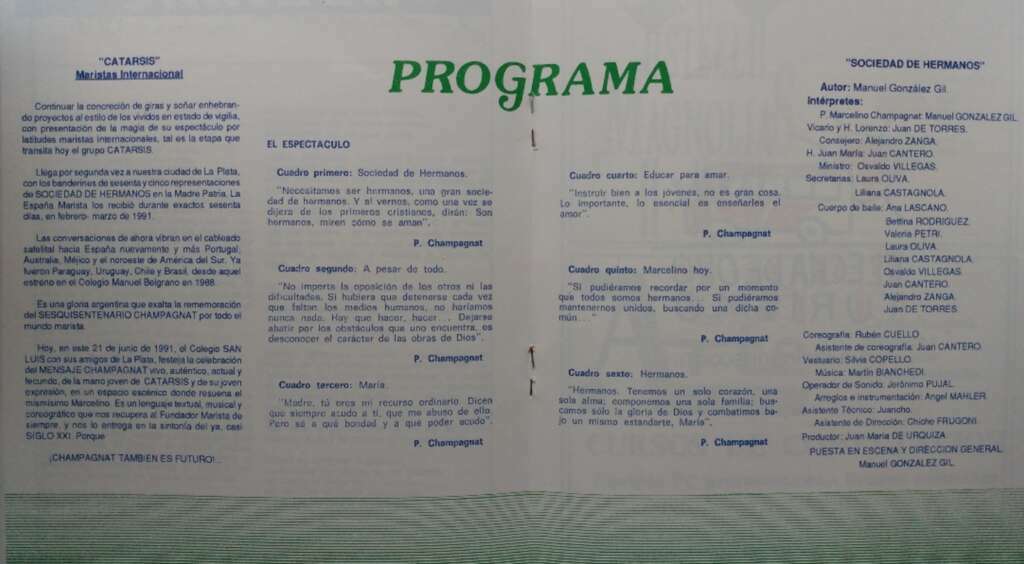 "CATARSIS"
Maristas Internacional
Continuar la concreción de giras y soñar enhebran-
do proyectos al estilo de los vividos en estado de vigilia,
con presentación de la magia de su espectáculo por
latitudes maristas internacionales, tal es la etapa que
transita hoy el grupo CATARSIS.
Llega por segunda vez a nuestra ciudad de La Plata,
con los banderines de sesenta y cinco representaciones
de SOCIEDAD DE HERMANOS en la Madre Patria. La
España Marista los recibió durante exactos sesenta
días, en febrero- marzo de 1991.
Las conversaciones de ahora vibran en el cableado
satelital hacia España nuevamente y más Portugal,
Australia, Méjico y el noroeste de América del Sur. Ya
fueron Paraguay, Uruguay, Chile y Brasil, desde aquel
estreno en el Colegio Manuel Belgrano en 1988.
Es una gloria argentina que exalta la rememoración
del SESQUISENTENARIO CHAMPAGNAT por todo el
mundo marista.
Hoy, en este 21 de junio de 1991, el Colegio SAN
LUIS con sus amigos de La Plata, festeja la celebración
del MENSAJE CHAMPAGNAT vivo, auténtico, actual y
fecundo, de la mano joven de CATARSIS y de su joven
expresión, en un espacio escénico donde resuena el
mismísimo Marcelino. Es un lenguaje textual, musical y
coreográfico que nos recupera al Fundador Marista de
siempre, y nos lo entrega en la sintonía del ya, casi
SIGLO XXI. Porque
¡CHAMPAGNAT TAMBIEN ES FUTURO!...
PROGRAMA
EL ESPECTACULO
Cuadro primero: Sociedad de Hermanos.
"Necesitamos ser hermanos, una gran socie-
dad de hermanos. Y al vernos, como una vez se
dijera de los primeros cristianos, dirán: Son
hermanos, miren cómo se aman".
P. Champagnat
Cuadro segundo: A pesar de todo.
"No importa la oposición de los otros ni las
dificultades. Si hubiera que detenerse cada vez
que faltan los medios humanos, no haríamos
nunca nada. Hay que hacer, hacer... Dejarse
abatir por los obstáculos que uno encuentra, es
desconocer el carácter de las obras de Dios".
P. Champagnat
Cuadro tercero: María.
"Madre, tú eres mi recurso ordinario. Dicen
que siempre acudo a ti, que me abuso de ello.
Pero sé a qué bondad y a qué poder acudo".
P. Champagnat
Cuadro cuarto: Educar para amar.
"Instruir bien a los jóvenes, no es gran cosa.
Lo importante, lo esencial es enseñarles el
amor".
P. Champagnat
Cuadro quinto: Marcelino hoy.
"Si pudiéramos recordar por un momento
que todos somos hermanos... Si pudiéramos
mantenernos unidos, buscando una dicha co-
mún..."
P. Champagnat
Cuadro sexto: Hermanos.
"Hermanos. Tenemos un solo corazón, una
sola alma; componemos una sola familia; bus-
camos sólo la gloria de Dios y combatimos ba-
jo un mismo estandarte, María".
P. Champagnat
"SOCIEDAD DE HERMANOS"
Autor: Manuel González Gil.
Intérpretes:
P. Marcelino Champagnat: Manuel GONZALEZ GIL.
Vicario y H. Lorenzo: Juan DE TORRES.
Consejero: Alejandro ZANGA.
H. Juan María: Juan CANTERO.
Ministro: Osvaldo VILLEGAS.
Secretarias: Laura OLIVA.
Liliana CASTAGNOLA.
Cuerpo de baile: Ana LASCANO.
Bettina RODRIGUEZ.
Valeria PETRI.
Laura OLIVA.
Liliana CASTAGNOLA.
Osvaldo VILLEGAS.
Juan CANTERO.
Alejandro ZANGA.
Juan DE TORRES.
Coreografía: Rubén CUELLO.
Asistente de coreografía: Juan CANTERO.
Vestuario: Silvia COPELLO.
Música: Martín BIANCHEDI.
Operador de Sonido: Jerónimo PUJAL.
Arreglos e instrumentación: Angel MAHLER.
Asistente Técnico: Juancho.
Asistente de Dirección: Chicho FRUGONI.
Productor: Juan María DE URQUIZA.
PUESTA EN ESCENA Y DIRECCION GENERAL:
Manuel GONZALEZ GIL.